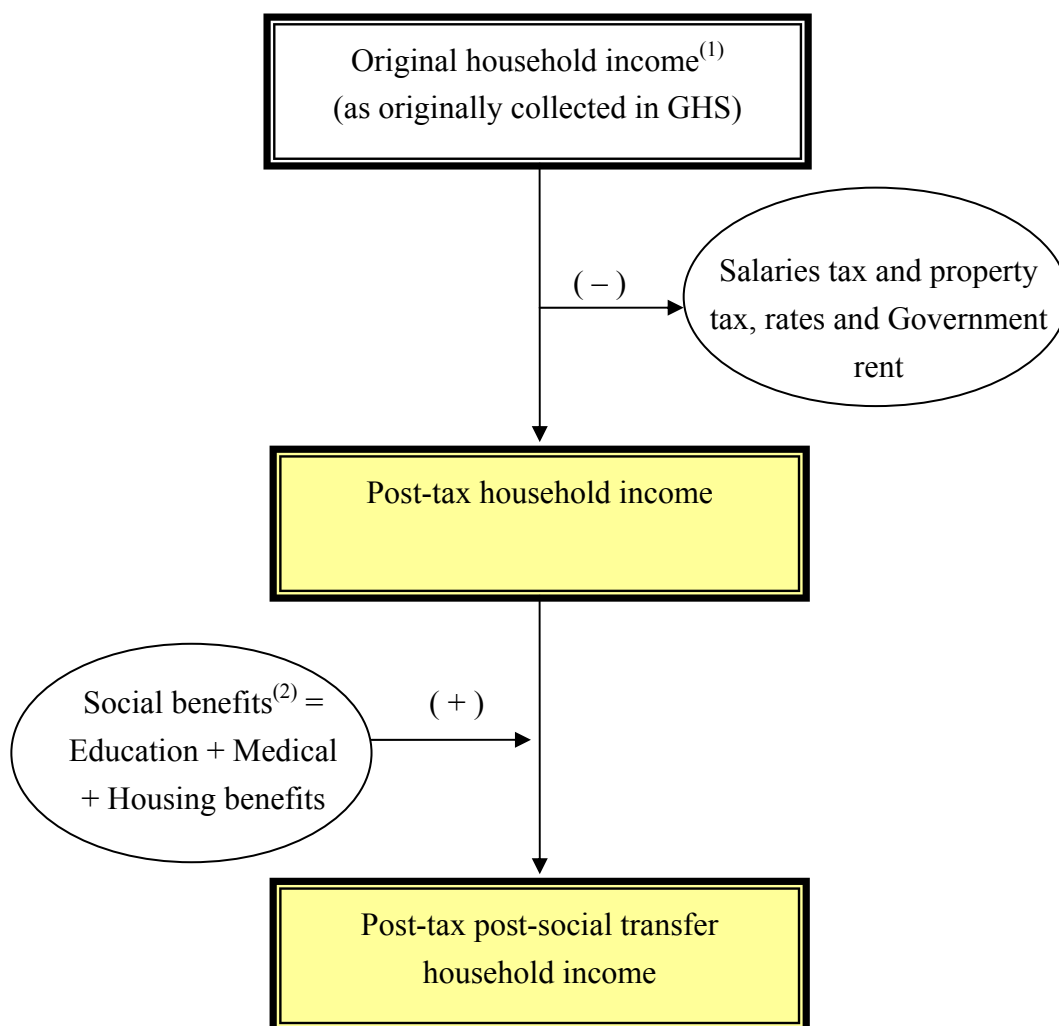 Original household income(1)
(as originally collected in GHS)
( – )
Salaries tax and property
tax, rates and Government
rent
Post-tax household income
Social benefits(2) =
Education + Medical
+ Housing benefits
( + )
Post-tax post-social transfer
household income